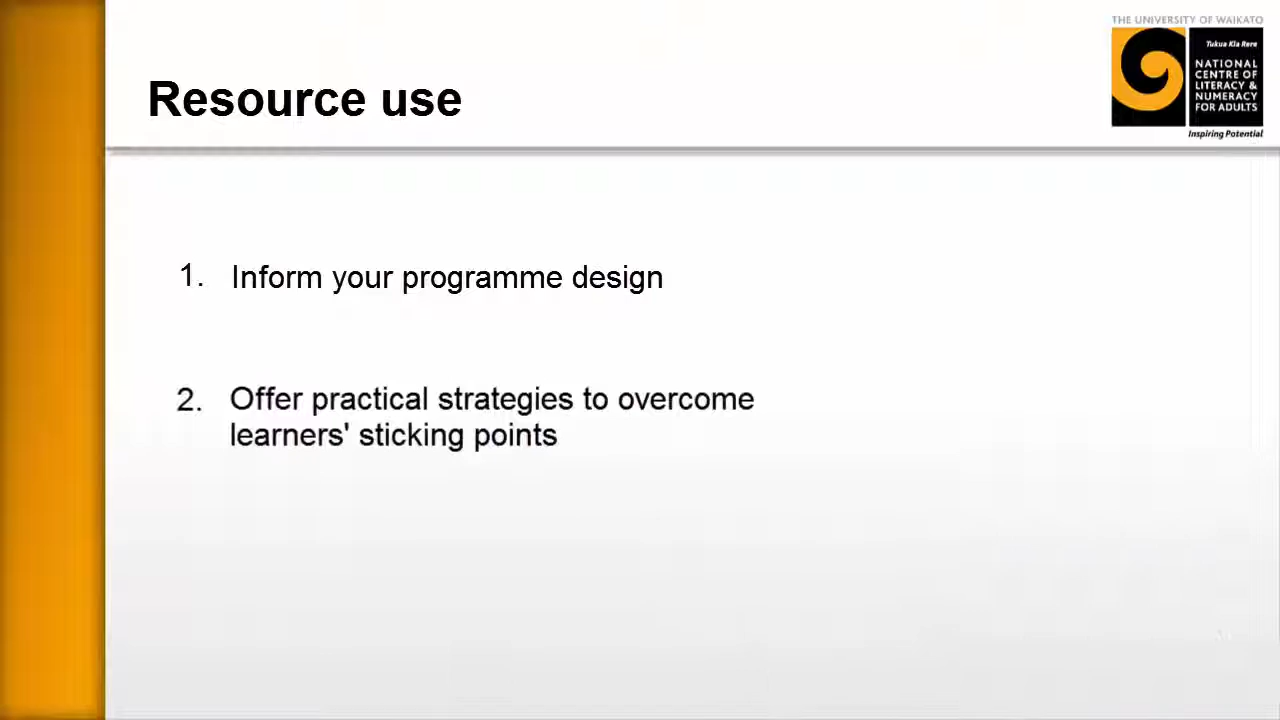 THE UNIVERSITY OF WAIKATO
Tukua Kia Rere
NATIONAL
CENTRE OF
LITERACY &
NUMERACY
FOR ADULTS
Inspiring Potential
Resource use
1. Inform your programme design
2. Offer practical strategies to overcome
learners' sticking points